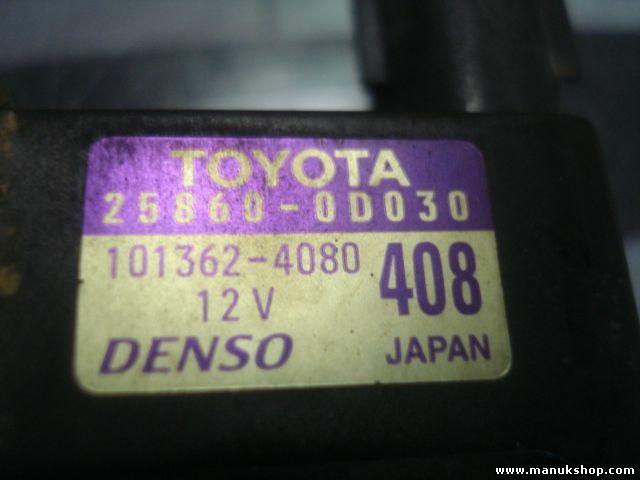 TOYOTA
25860-0D030
101362-4080
408
12V
DENSO
JAPAN
www.manukshop.com